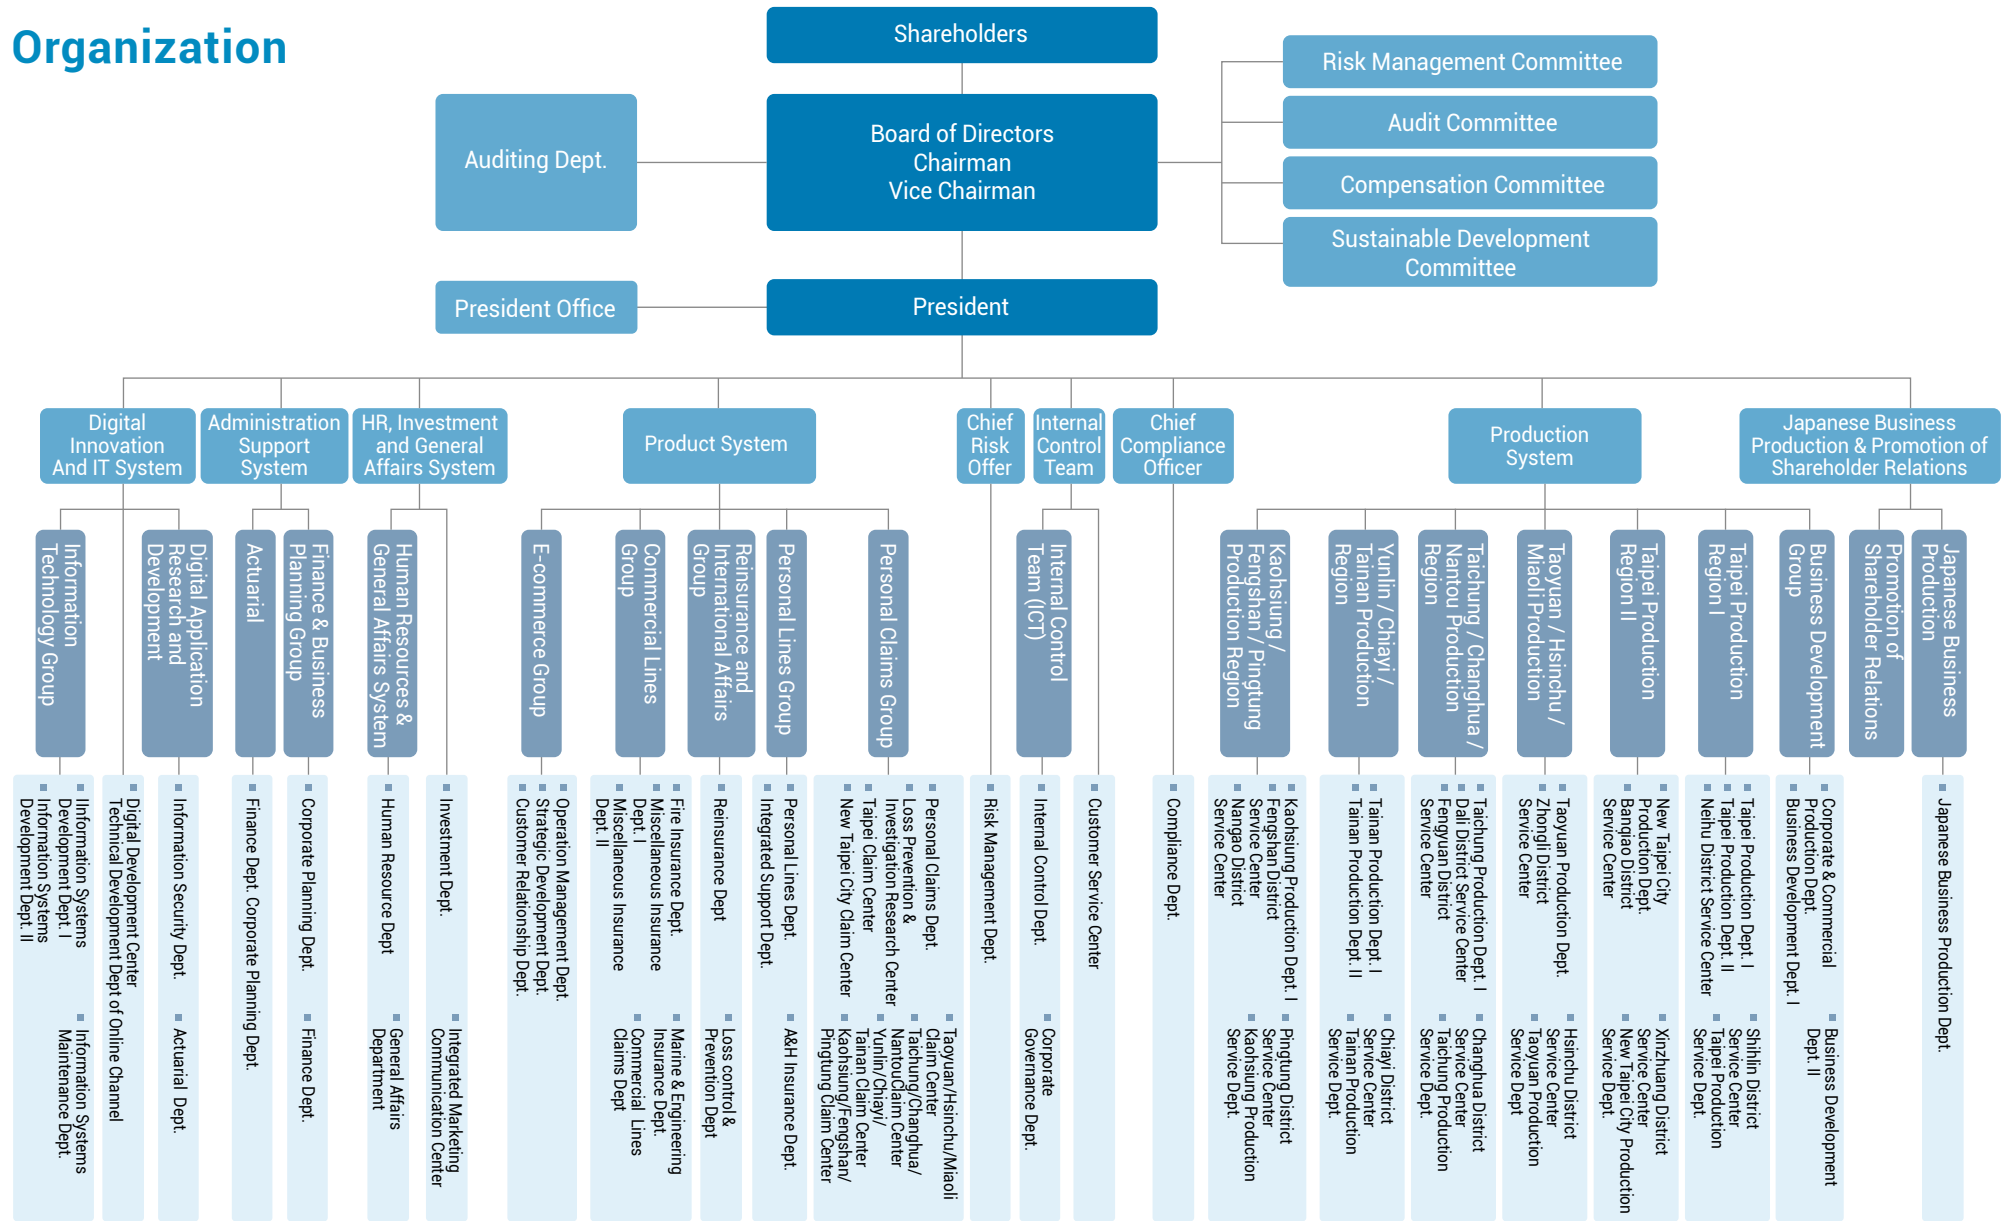 Organization
Shareholders
Board of Directors
Chairman
Vice Chairman
Auditing Dept.
Risk Management Committee
Audit Committee
Compensation Committee
Sustainable Development
Committee
President Office
President
Digital
Innovation
And IT System
Administration
Support
System
HR, Investment
and General
Affairs System
Product System
Chief
Risk
Offer
Internal
Control
Team
Chief
Compliance
Officer
Production
System
Japanese Business
Production & Promotion of
Shareholder Relations
Information
Technology Group
Digital Application
Research and
Development
Actuarial
Finance & Business
Planning Group
Human Resources &
General Affairs System
E-commerce Group
Commercial Lines
Group
Reinsurance and
International Affairs
Group
Personal Lines Group
Personal Claims Group
Internal Control
Team (ICT)
Kaohsiung /
Fengshan / Pingtung
Production Region
Yunlin / Chiayi /
Tainan Production
Region
Taichung / Changhua /
Nantou Production
Region
Taoyuan / Hsinchu /
Miaoli Production
Taipei Production
Region II
Taipei Production
Region I
Business Development
Group
Promotion of
Shareholder Relations
Japanese Business
Production
IInformation Systems
Development Dept. I
Information Systems
Development Dept. II
Information Systems
Maintenance Dept.
Digital Development Center
Technical Development Dept of Online Channel
Information Security Dept.
Actuarial Dept.
Finance Dept. Corporate Planning Dept.
Corporate Planning Dept.
Finance Dept.
Human Resource Dept
General Affairs
Department
Investment Dept.
Integrated Marketing
Communication Center
Operation Management Dept.
Strategic Development Dept.
Customer Relationship Dept.
Fire Insurance Dept.
Miscellaneous Insurance
Dept. I
Miscellaneous Insurance
Dept. II
Marine & Engineering
Insurance Dept.
Commercial Lines
Claims Dept
Reinsurance Dept
Loss control &
Prevention Dept
Personal Lines Dept.
Integrated Support Dept.
A&H Insurance Dept.
Personal Claims Dept.
Loss Prevention &
Investigation Research Center
Taipei Claim Center
New Taipei City Claim Center
Taoyuan/Hsinchu/Miaoli
Claim Center
Taichung/Changhua/
NantouClaim Center
Yunlin/Chiayi/
Tainan Claim Center
Kaohsiung/Fengshan/
Pingtung Claim Center
Risk Management Dept.
Internal Control Dept.
Corporate
Governance Dept.
Customer Service Center
Compliance Dept.
Kaohsiung Production Dept. I
Fengshan District
Service Center
Nangao District
Service Center
Pingtung District
Service Center
Kaohsiung Production
Service Dept.
Tainan Production Dept. I
Tainan Production Dept. II
Chiayi District
Service Center
Tainan Production
Service Dept.
Taichung Production Dept. I
Dali District Service Center
Fengyuan District
Service Center
Changhua District
Service Center
Taichung Production
Service Dept.
Taoyuan Production Dept.
Zhongli District
Service Center
Hsinchu District
Service Center
Taoyuan Production
Service Dept.
New Taipei City
Production Dept.
Banqiao District
Service Center
Xinzhuang District
Service Center
New Taipei City Production
Service Dept.
Taipei Production Dept. I
Taipei Production Dept. II
Neihu District Service Center
Shihlin District
Service Center
Taipei Production
Service Dept.
Corporate & Commercial
Production Dept.
Business Development Dept. I
Business Development
Dept. II
Japanese Business Production Dept.